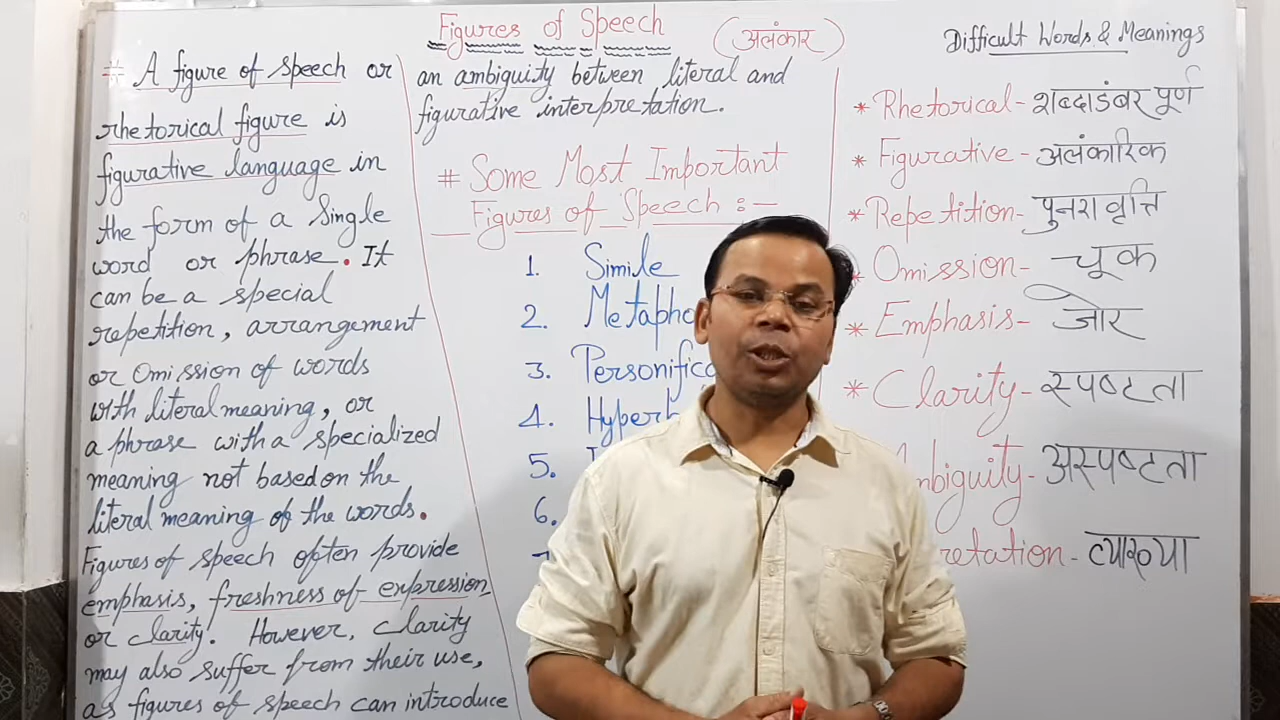 Figures of Speech (अलंकार)
# A figure of speech or
rhetorical figure is
figurative language in
the form of a single
word or phrase. It
can be a special
repetition, arrangement
or Omission of words
with literal meaning, or
a phrase with a specialized
meaning not based on the
literal meaning of the words.
Figures of speech often provide
emphasis, freshness of expression,
or clarity. However, clarity
may also suffer from their use,
as figures of speech can introduce
an ambiguity between literal and
figurative interpretation.
# Some Most Important
Figures of Speech :-
1. Simile
2. Metapho
3. Personifica
4. Hyperb
5.
6.
Difficult Words & Meanings
* Rhetorical - शब्दाडंबर पूर्ण
* Figurative - अलंकारिक
* Repetition - पुनरावृत्ति
* Omission - चूक
* Emphasis - जोर
* Clarity - स्पष्टता
mbiguity - अस्पष्टता
retation - व्याख्या